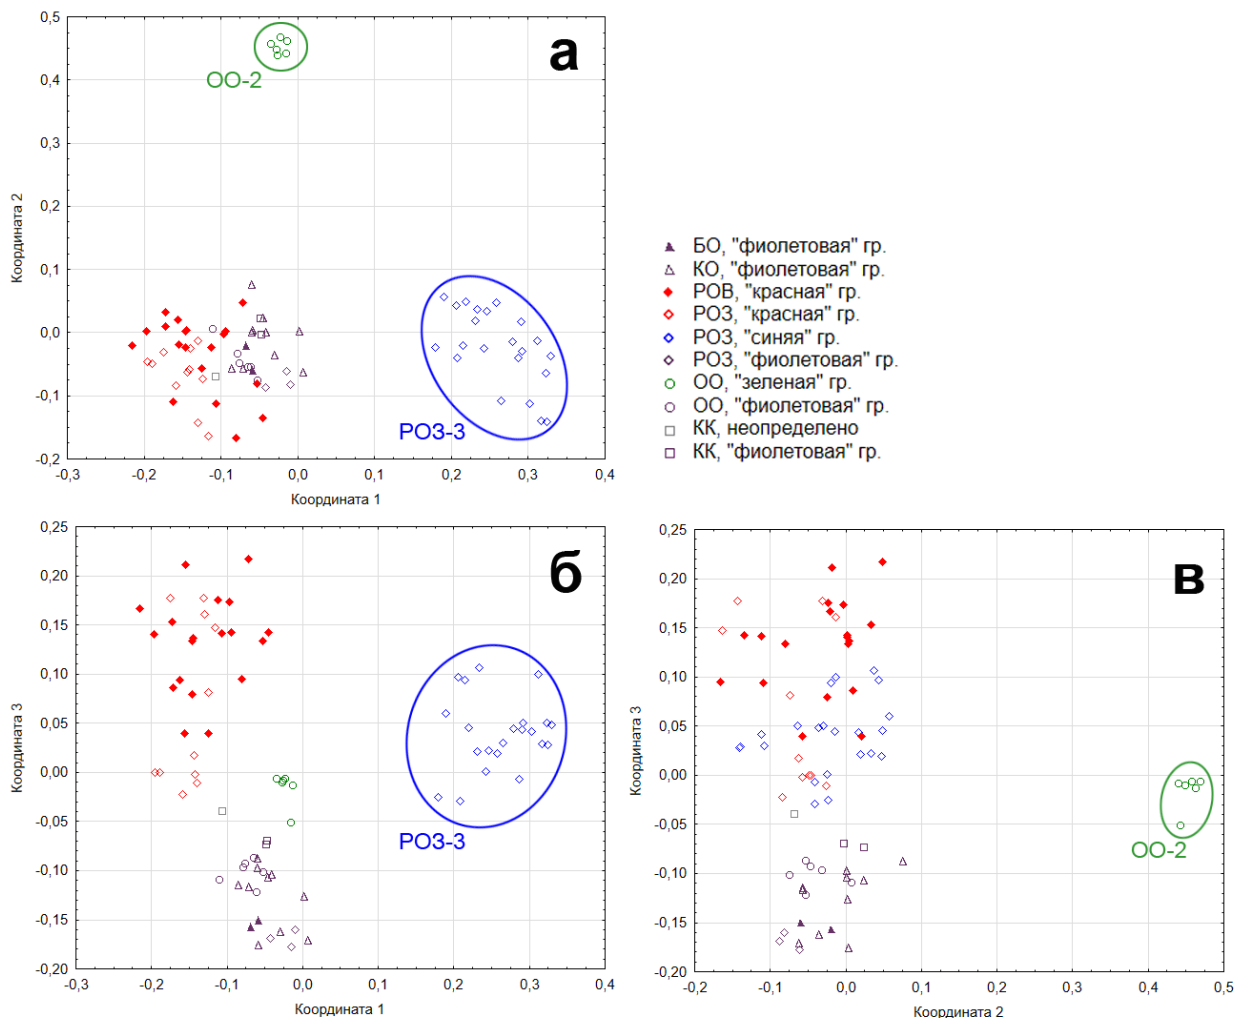 а
0,5
0,4
0,3
0,2
0,1
0,0
-0,1
-0,2
-0,3
-0,2
-0,1
0,0
0,1
0,2
0,3
0,4
Координата 2
Координата 1
ОО-2
РОЗ-3
БО, "фиолетовая" гр.
КО, "фиолетовая" гр.
РОВ, "красная" гр.
РОЗ, "красная" гр.
РОЗ, "синяя" гр.
РОЗ, "фиолетовая" гр.
ОО, "зеленая" гр.
ОО, "фиолетовая" гр.
КК, неопределено
КК, "фиолетовая" гр.
б
0,25
0,20
0,15
0,10
0,05
0,00
-0,05
-0,10
-0,15
-0,20
-0,3
-0,2
-0,1
0,0
0,1
0,2
0,3
0,4
Координата 3
Координата 1
РОЗ-3
в
0,25
0,20
0,15
0,10
0,05
0,00
-0,05
-0,10
-0,15
-0,20
-0,2
-0,1
0,0
0,1
0,2
0,3
0,4
0,5
Координата 3
Координата 2
ОО-2